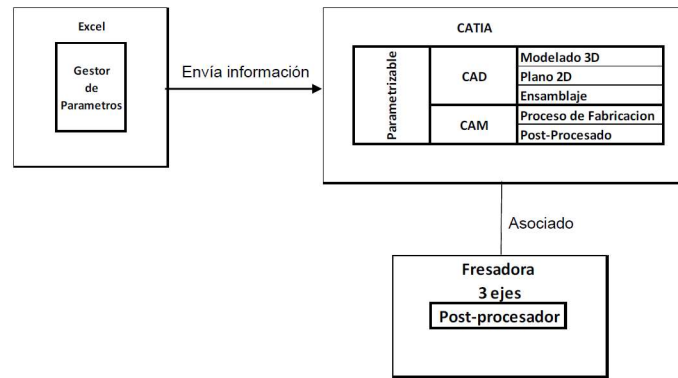 Excel
Gestor
de
Parametros
Envía información
CATIA
Parametrizable
CAD
Modelado 3D
Plano 2D
Ensamblaje
CAM
Proceso de Fabricacion
Post-Procesado
Asociado
Fresadora
3 ejes
Post-procesador